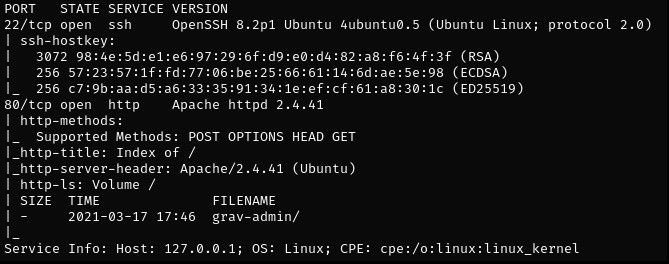 PORT   STATE SERVICE VERSION
22/tcp open  ssh     OpenSSH 8.2p1 Ubuntu 4ubuntu0.5 (Ubuntu Linux; protocol 2.0)
| ssh-hostkey:
|   3072 98:4e:5d:e1:e6:97:29:6f:d9:e0:d4:82:a8:f6:4f:3f (RSA)
|   256 57:23:57:1f:fd:77:06:be:25:66:61:14:6d:ae:5e:98 (ECDSA)
|_  256 c7:9b:aa:d5:a6:33:35:91:34:1e:ef:cf:61:a8:30:1c (ED25519)
80/tcp open  http    Apache httpd 2.4.41
| http-methods:
|_  Supported Methods: POST OPTIONS HEAD GET
|_http-title: Index of /
|_http-server-header: Apache/2.4.41 (Ubuntu)
| http-ls: Volume /
| SIZE  TIME              FILENAME
| -     2021-03-17 17:46  grav-admin/
|_
Service Info: Host: 127.0.0.1; OS: Linux; CPE: cpe:/o:linux:linux_kernel